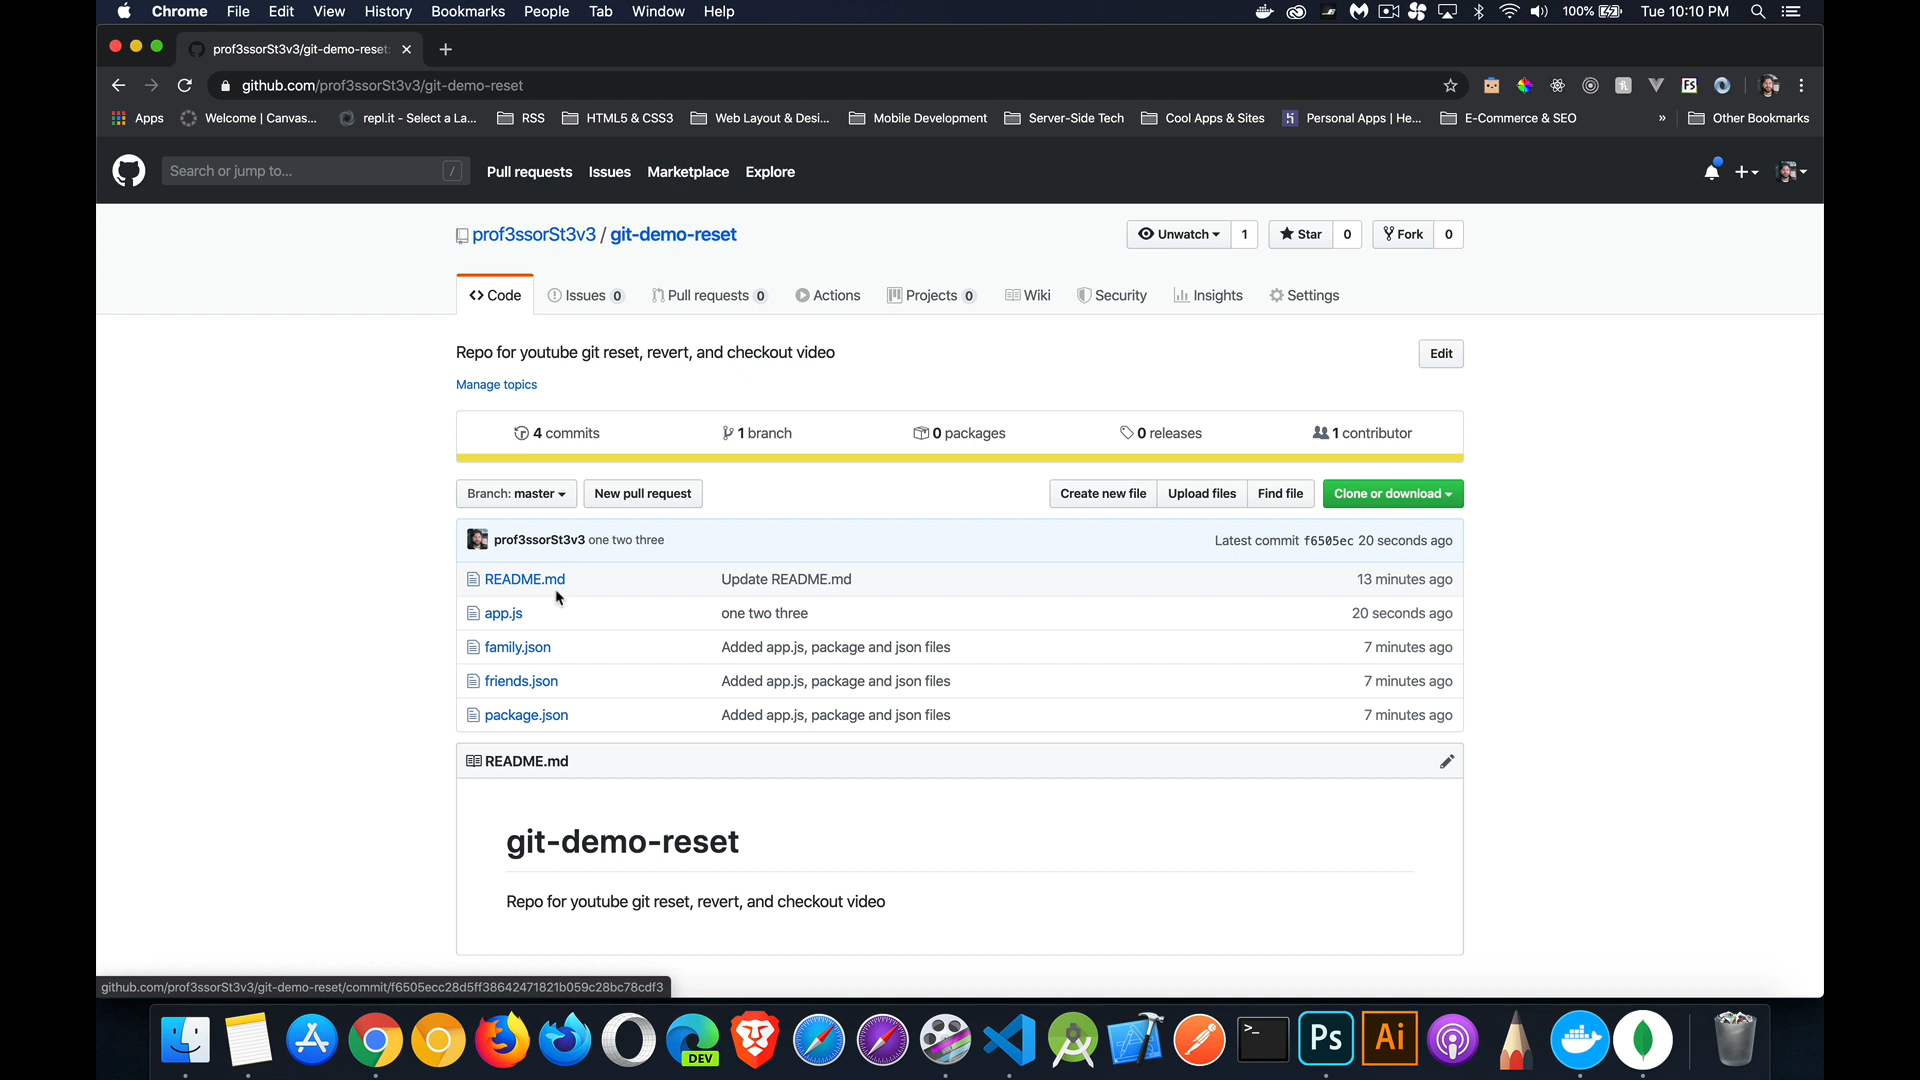 Chrome File Edit View History Bookmarks People Tab Window Help 100% Tue 10:10 PM
prof3ssorSt3v3/git-demo-reset:
github.com/prof3ssorSt3v3/git-demo-reset
Apps Welcome | Canvas... repl.it - Select a La... RSS HTML5 & CSS3 Web Layout & Desi... Mobile Development Server-Side Tech Cool Apps & Sites Personal Apps | He... E-Commerce & SEO » Other Bookmarks
Search or jump to... / Pull requests Issues Marketplace Explore
prof3ssorSt3v3 / git-demo-reset Unwatch 1 Star 0 Fork 0
<> Code Issues 0 Pull requests 0 Actions Projects 0 Wiki Security Insights Settings
Repo for youtube git reset, revert, and checkout video Edit
Manage topics
4 commits 1 branch 0 packages 0 releases 1 contributor
Branch: master New pull request Create new file Upload files Find file Clone or download
prof3ssorSt3v3 one two three Latest commit f6505ec 20 seconds ago
README.md Update README.md 13 minutes ago
app.js one two three 20 seconds ago
family.json Added app.js, package and json files 7 minutes ago
friends.json Added app.js, package and json files 7 minutes ago
package.json Added app.js, package and json files 7 minutes ago
README.md
git-demo-reset
Repo for youtube git reset, revert, and checkout video
github.com/prof3ssorSt3v3/git-demo-reset/commit/f6505ecc28d5ff38642471821b059c28bc78cdf3
DEV >_ Ps Ai